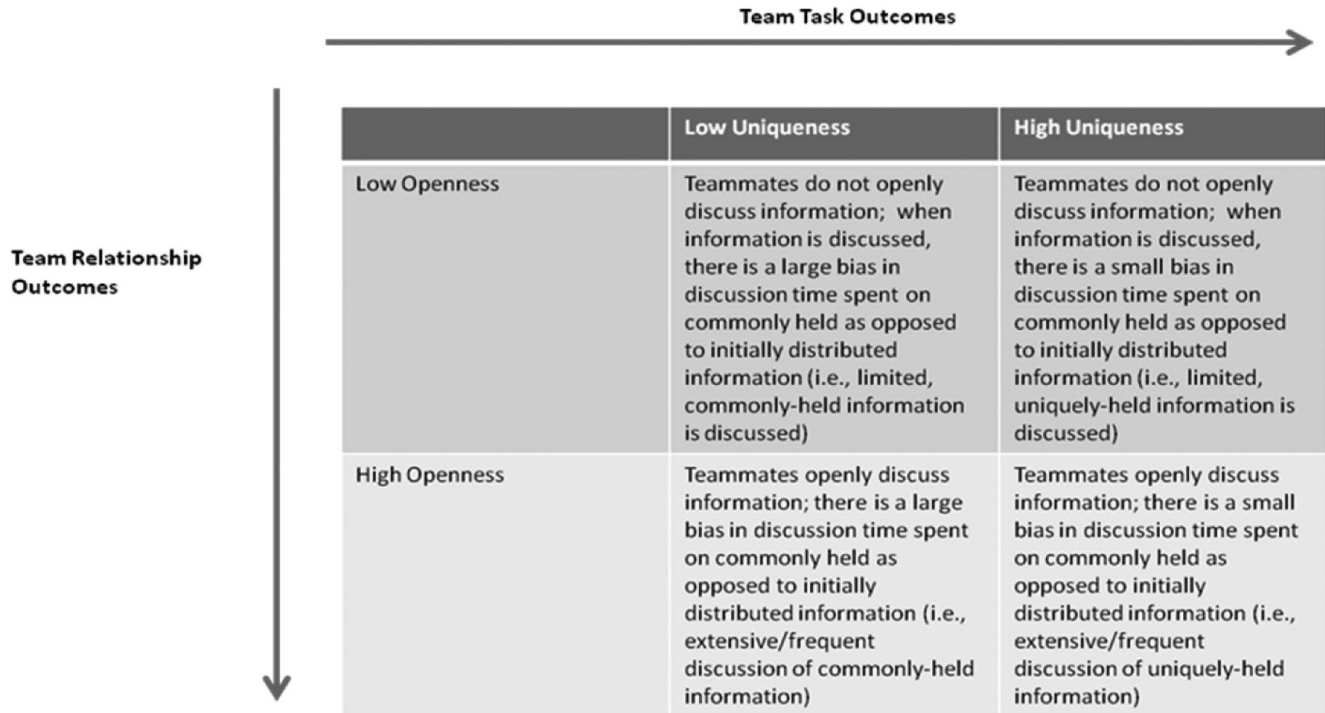 Team Task Outcomes
Team Relationship
Outcomes
Low Uniqueness
High Uniqueness
Low Openness
Teammates do not openly
discuss information;  when
information is discussed,
there is a large bias in
discussion time spent on
commonly held as opposed
to initially distributed
information (i.e., limited,
commonly-held information
is discussed)
Teammates do not openly
discuss information;  when
information is discussed,
there is a small bias in
discussion time spent on
commonly held as opposed
to initially distributed
information (i.e., limited,
uniquely-held information is
discussed)
High Openness
Teammates openly discuss
information; there is a large
bias in discussion time spent
on commonly held as
opposed to initially
distributed information (i.e.,
extensive/frequent
discussion of commonly-held
information)
Teammates openly discuss
information; there is a small
bias in discussion time spent
on commonly held as
opposed to initially
distributed information (i.e.,
extensive/frequent
discussion of uniquely-held
information)